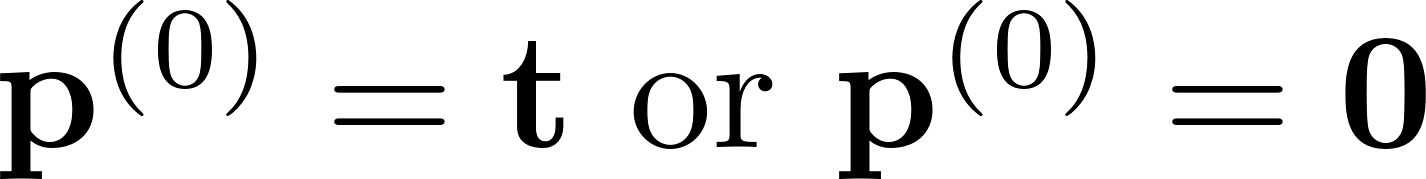 𝐩⁽⁰⁾ = 𝐭 or 𝐩⁽⁰⁾ = 𝟎